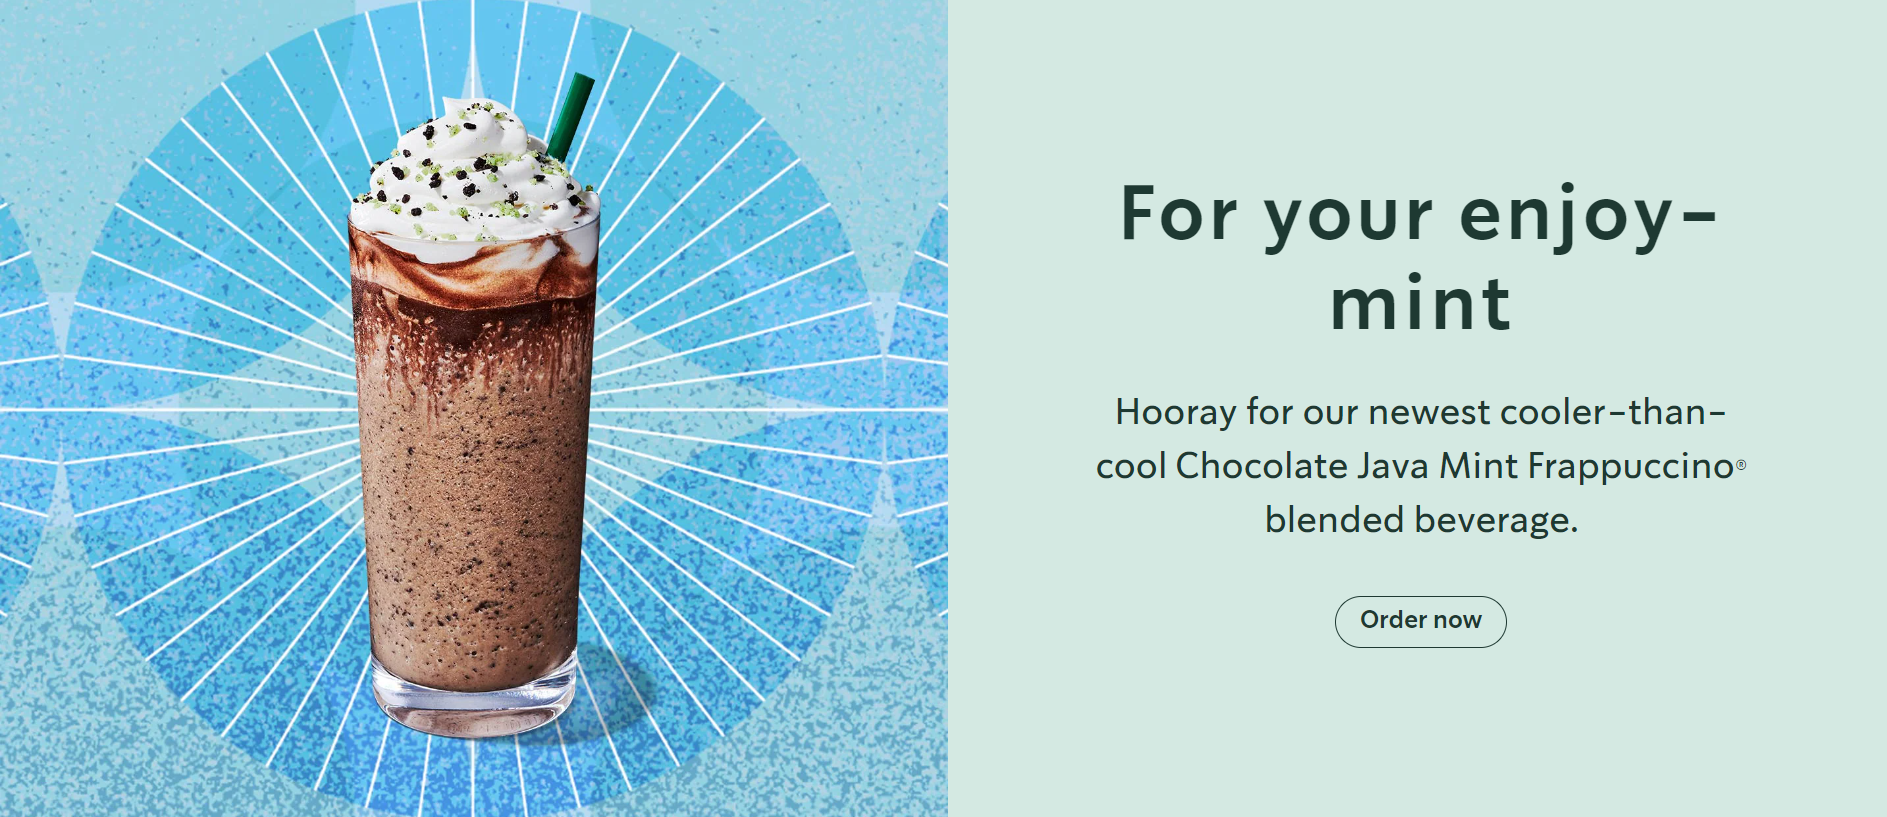 For your enjoy-
mint
Hooray for our newest cooler-than-
cool Chocolate Java Mint Frappuccino®
blended beverage.
Order now